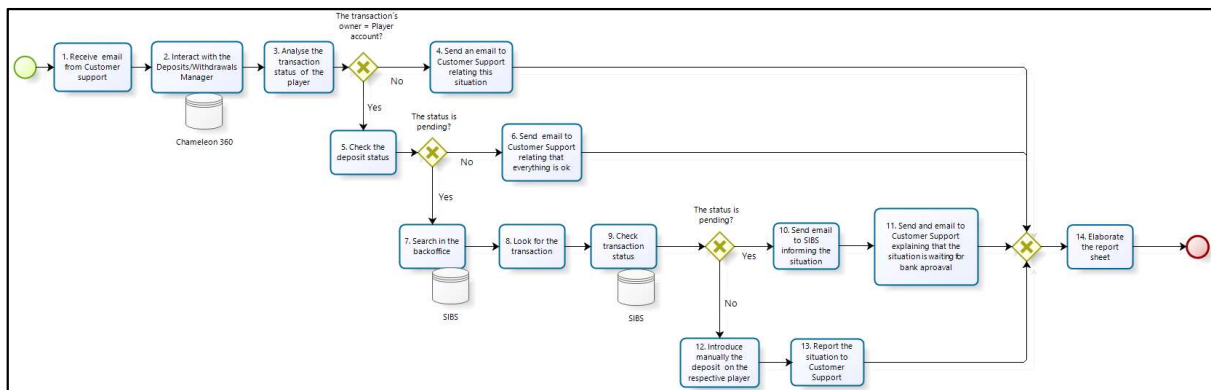 The transaction´s
owner = Player
account?
1. Receive email
from Customer
support
2. Interact with the
Deposits/Withdrawals
Manager
3. Analyse the
transaction
status of the
player
4. Send an email to
Customer Support
relating this
situation
No
Yes
Chameleon 360
The status is
pending?
5. Check the
deposit status
6. Send email to
Customer Support
relating that
everything is ok
No
Yes
The status is
pending?
7. Search in the
backoffice
8. Look for the
transaction
9. Check
transaction
status
10. Send email
to SIBS
informing the
situation
11. Send and email to
Customer Support
explaining that the
situation is waiting for
bank aproaval
14. Elaborate
the report
sheet
Yes
SIBS
SIBS
No
12. Introduce
manually the
deposit on the
respective player
13. Report the
situation to
Customer
Support